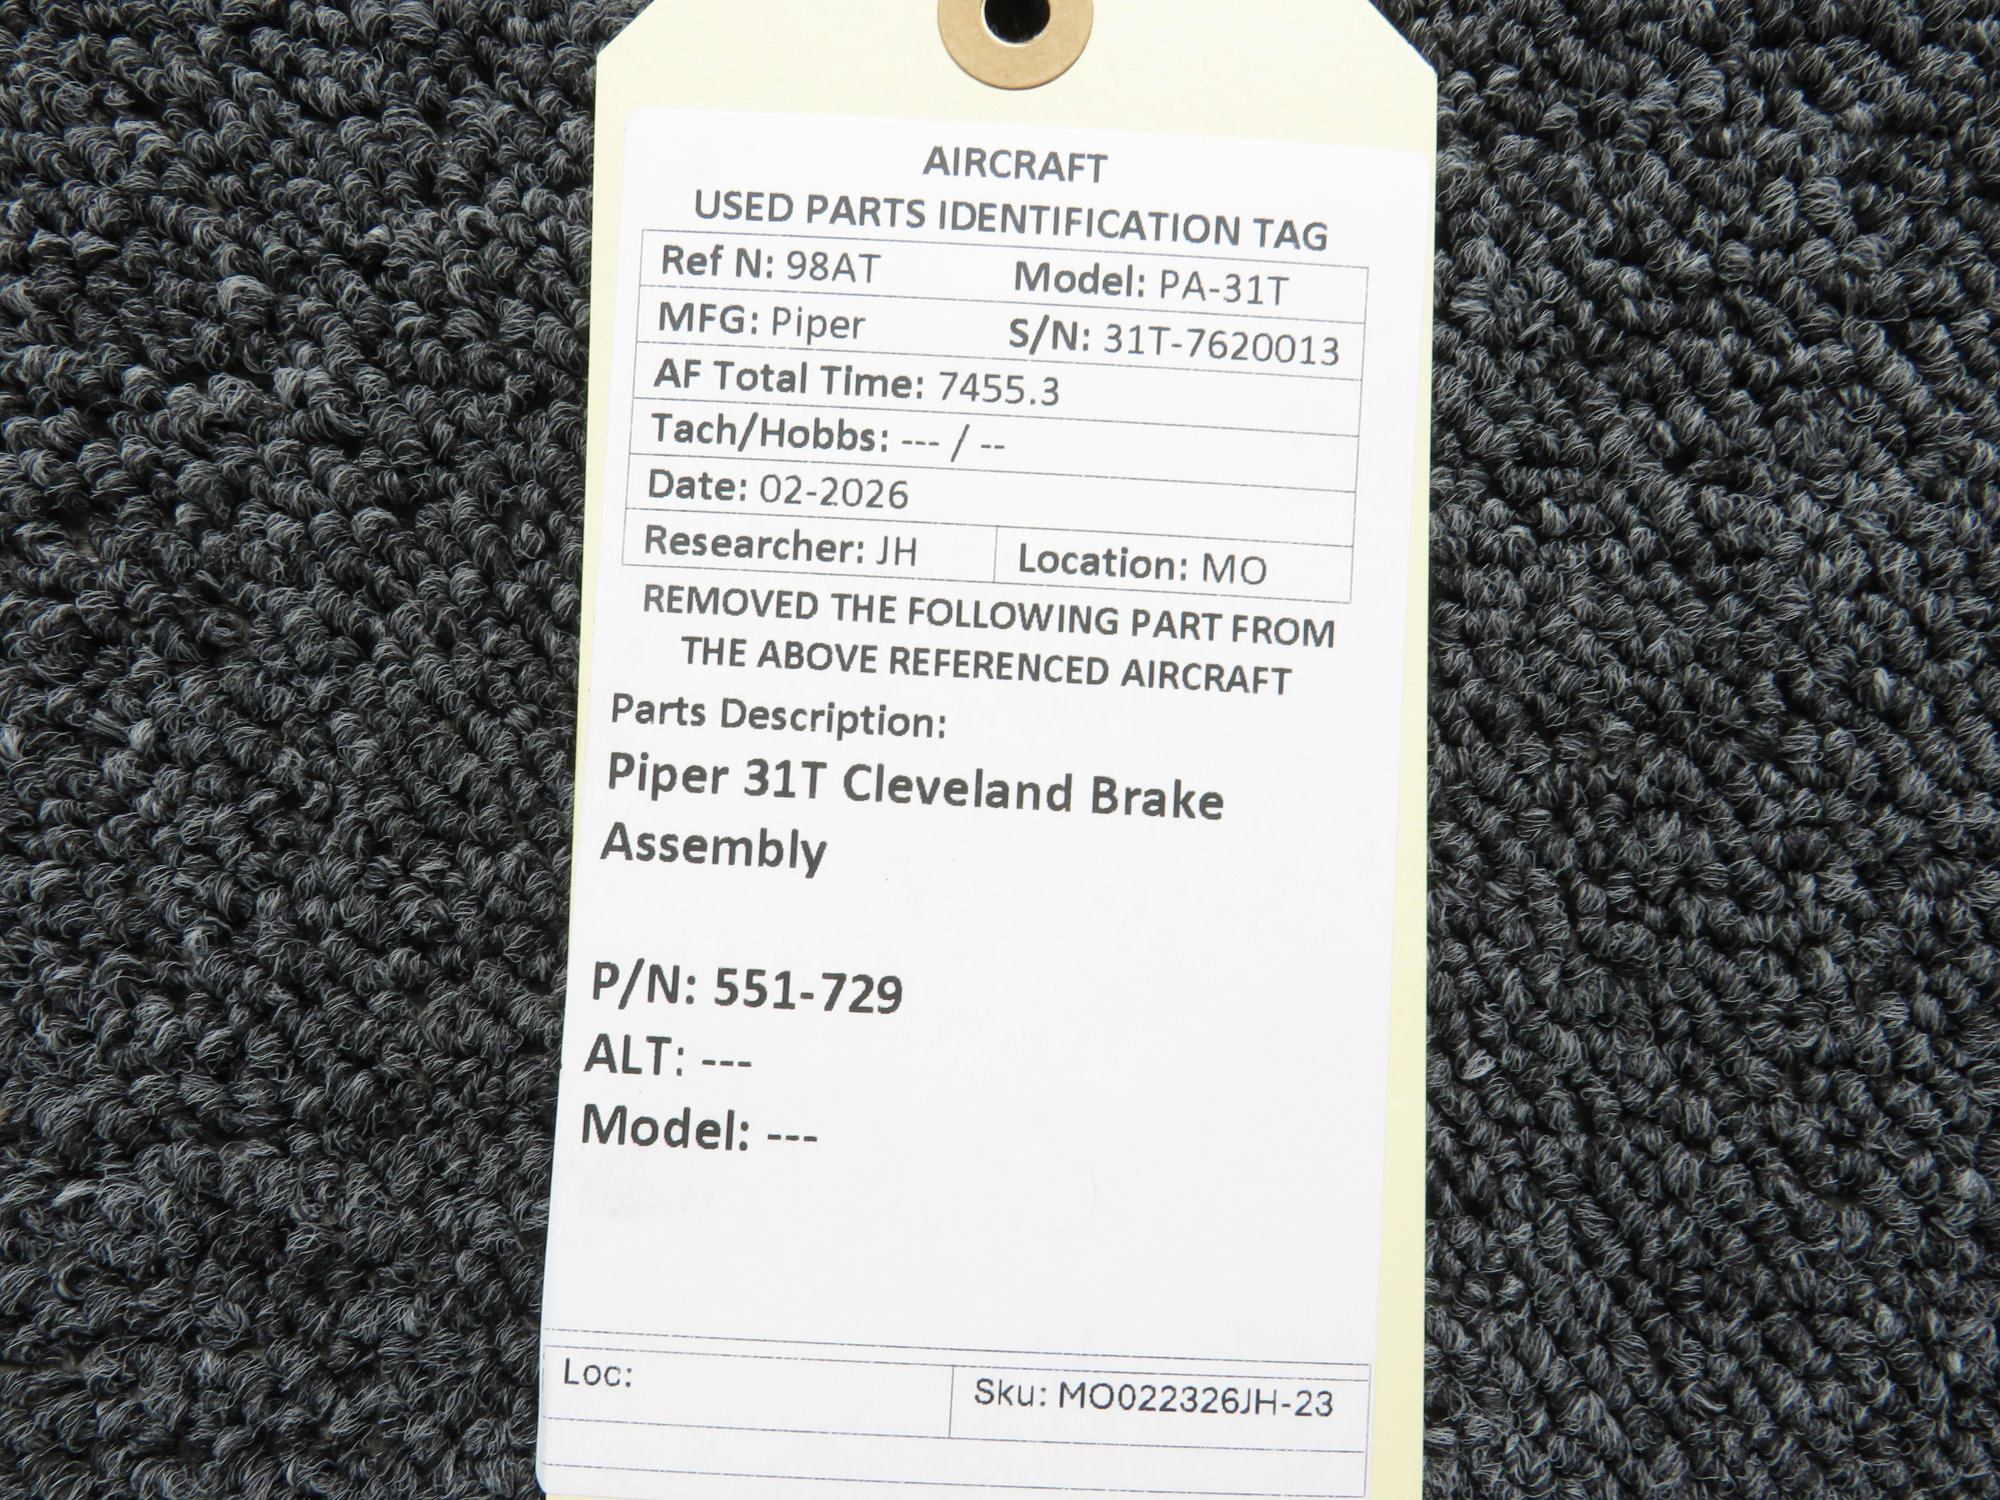 AIRCRAFT
USED PARTS IDENTIFICATION TAG
Ref N: 98AT Model: PA-31T
MFG: Piper S/N: 31T-7620013
AF Total Time: 7455.3
Tach/Hobbs: --- / --
Date: 02-2026
Researcher: JH Location: MO
REMOVED THE FOLLOWING PART FROM
THE ABOVE REFERENCED AIRCRAFT
Parts Description:
Piper 31T Cleveland Brake
Assembly
P/N: 551-729
ALT: ---
Model: ---
Loc: Sku: MO022326JH-23